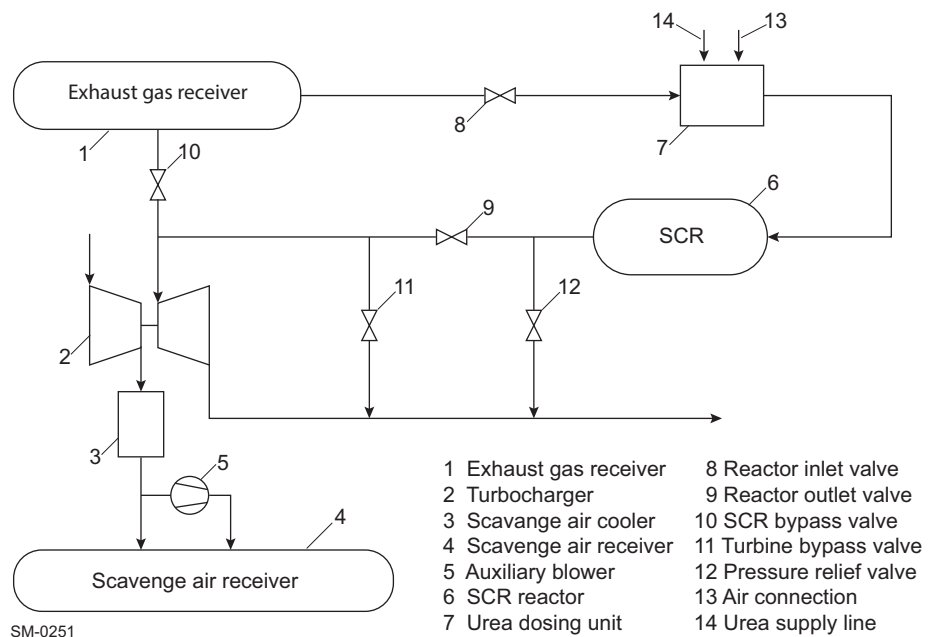 14
13
Exhaust gas receiver
8
7
1
10
6
9
SCR
11
12
2
3
5
4
Scavenge air receiver
1 Exhaust gas receiver
2 Turbocharger
3 Scavange air cooler
4 Scavenge air receiver
5 Auxiliary blower
6 SCR reactor
7 Urea dosing unit
8 Reactor inlet valve
9 Reactor outlet valve
10 SCR bypass valve
11 Turbine bypass valve
12 Pressure relief valve
13 Air connection
14 Urea supply line
SM-0251